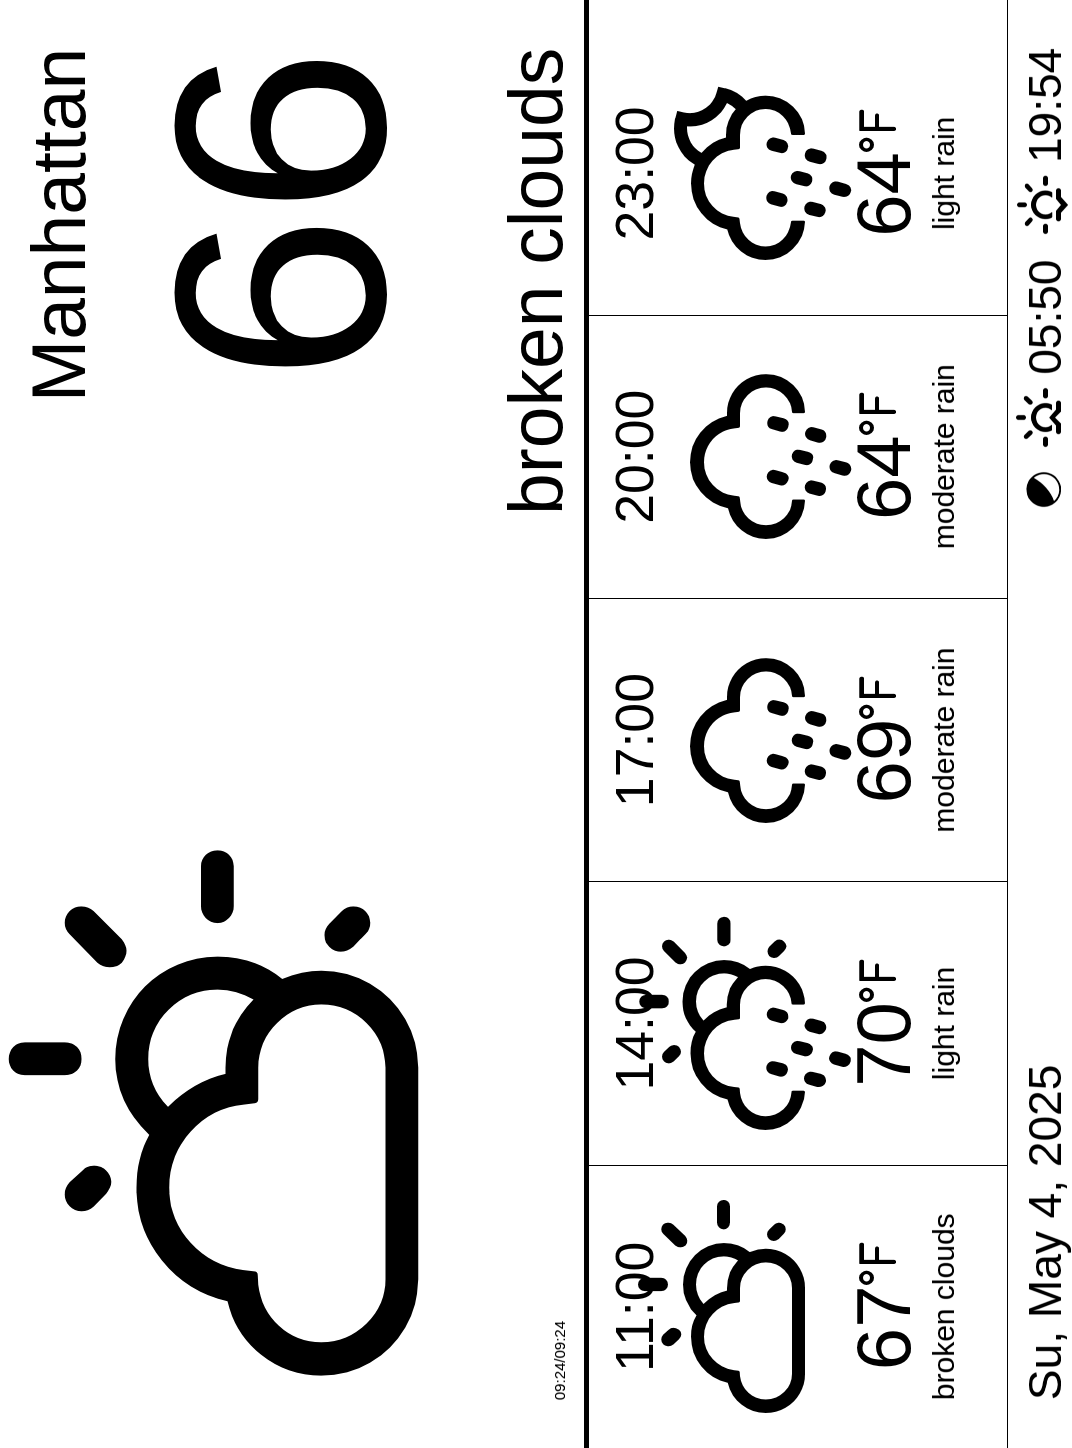 Manhattan
66
broken clouds
09:24/09:24
11:00
67°F
broken clouds
14:00
70°F
light rain
17:00
69°F
moderate rain
20:00
64°F
moderate rain
23:00
64°F
light rain
Su, May 4, 2025
05:50 19:54